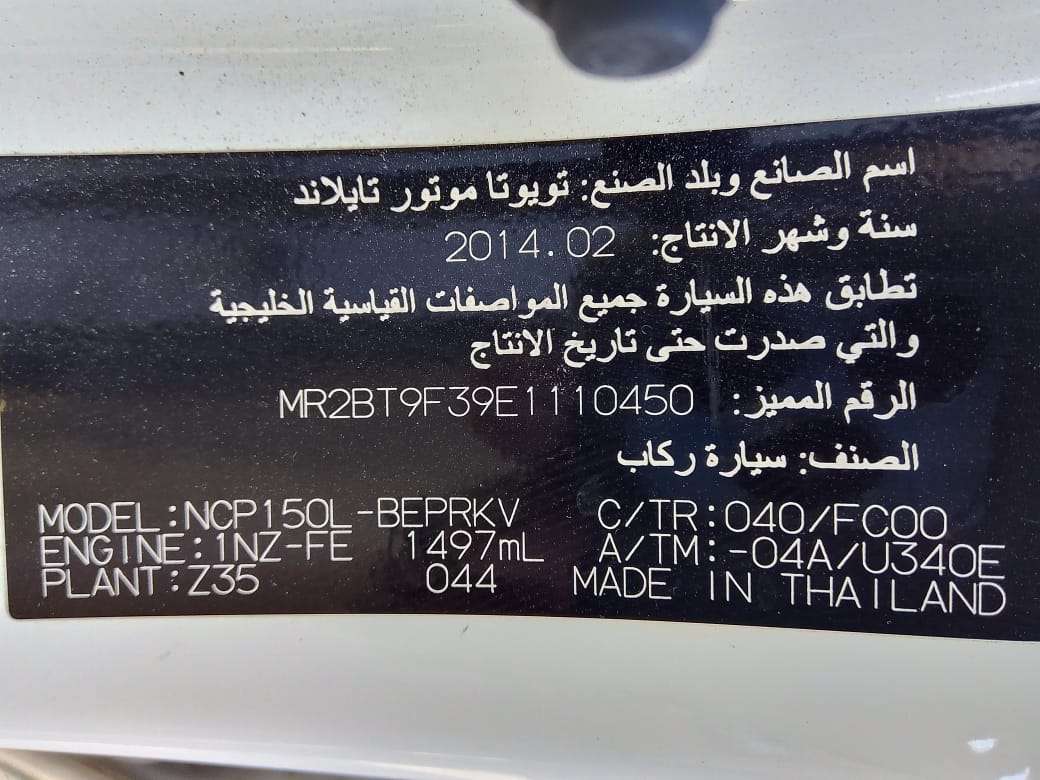 اسم الصانع وبلد الصنع: تويوتا موتور تايلاند
سنة وشهر الانتاج: 2014.02
تطابق هذه السيارة جميع المواصفات القياسية الخليجية
والتي صدرت حتى تاريخ الانتاج
الرقم المميز: MR2BT9F39E1110450
الصنف: سيارة ركاب
MODEL:NCP150L-BEPRKV C/TR:040/FC00
ENGINE:1NZ-FE 1497mL A/TM:-04A/U340E
PLANT:Z35 044 MADE IN THAILAND